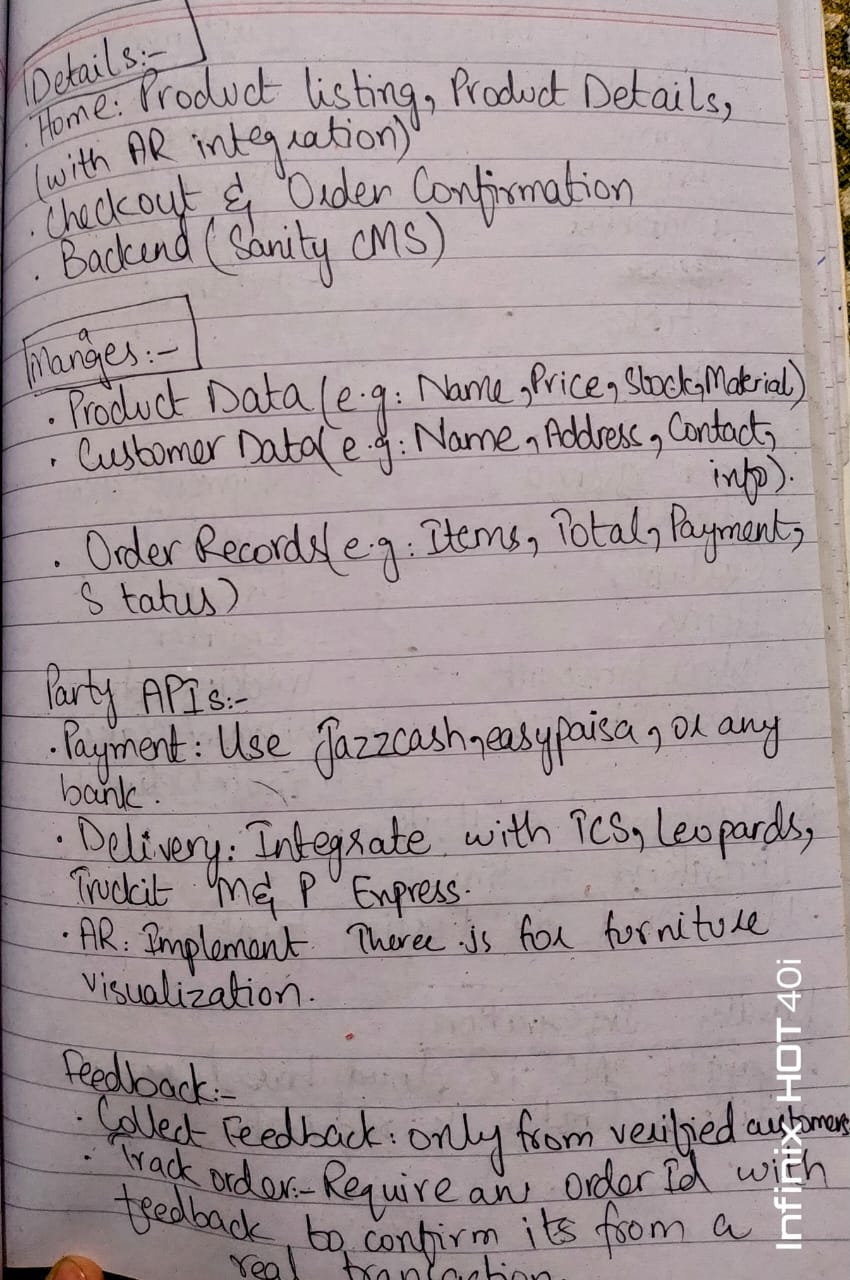 Details:-
. Home: Product listing, Product Details,
(with AR integration)
. Checkout & Order Confirmation
. Backend (Sanity CMS)
Manages:-
. Product Data (e.g: Name, Price, Stock, Material)
. Customer Data (e.g: Name, Address, Contact,
info).
. Order Records (e.g: Items, Total, Payment,
Status)
Party APIs:-
. Payment: Use Jazzcash, easypaisa, or any
bank.
. Delivery: Integrate with TCS, Leopards,
Truckit M& P Express.
. AR: Implement Theree .js for furniture
visualization.
Feedback:-
. Collect Feedback: only from verified customers
. Track order:- Require an order Id with
feedback to confirm its from a
real transaction.
Infinix HOT 40i